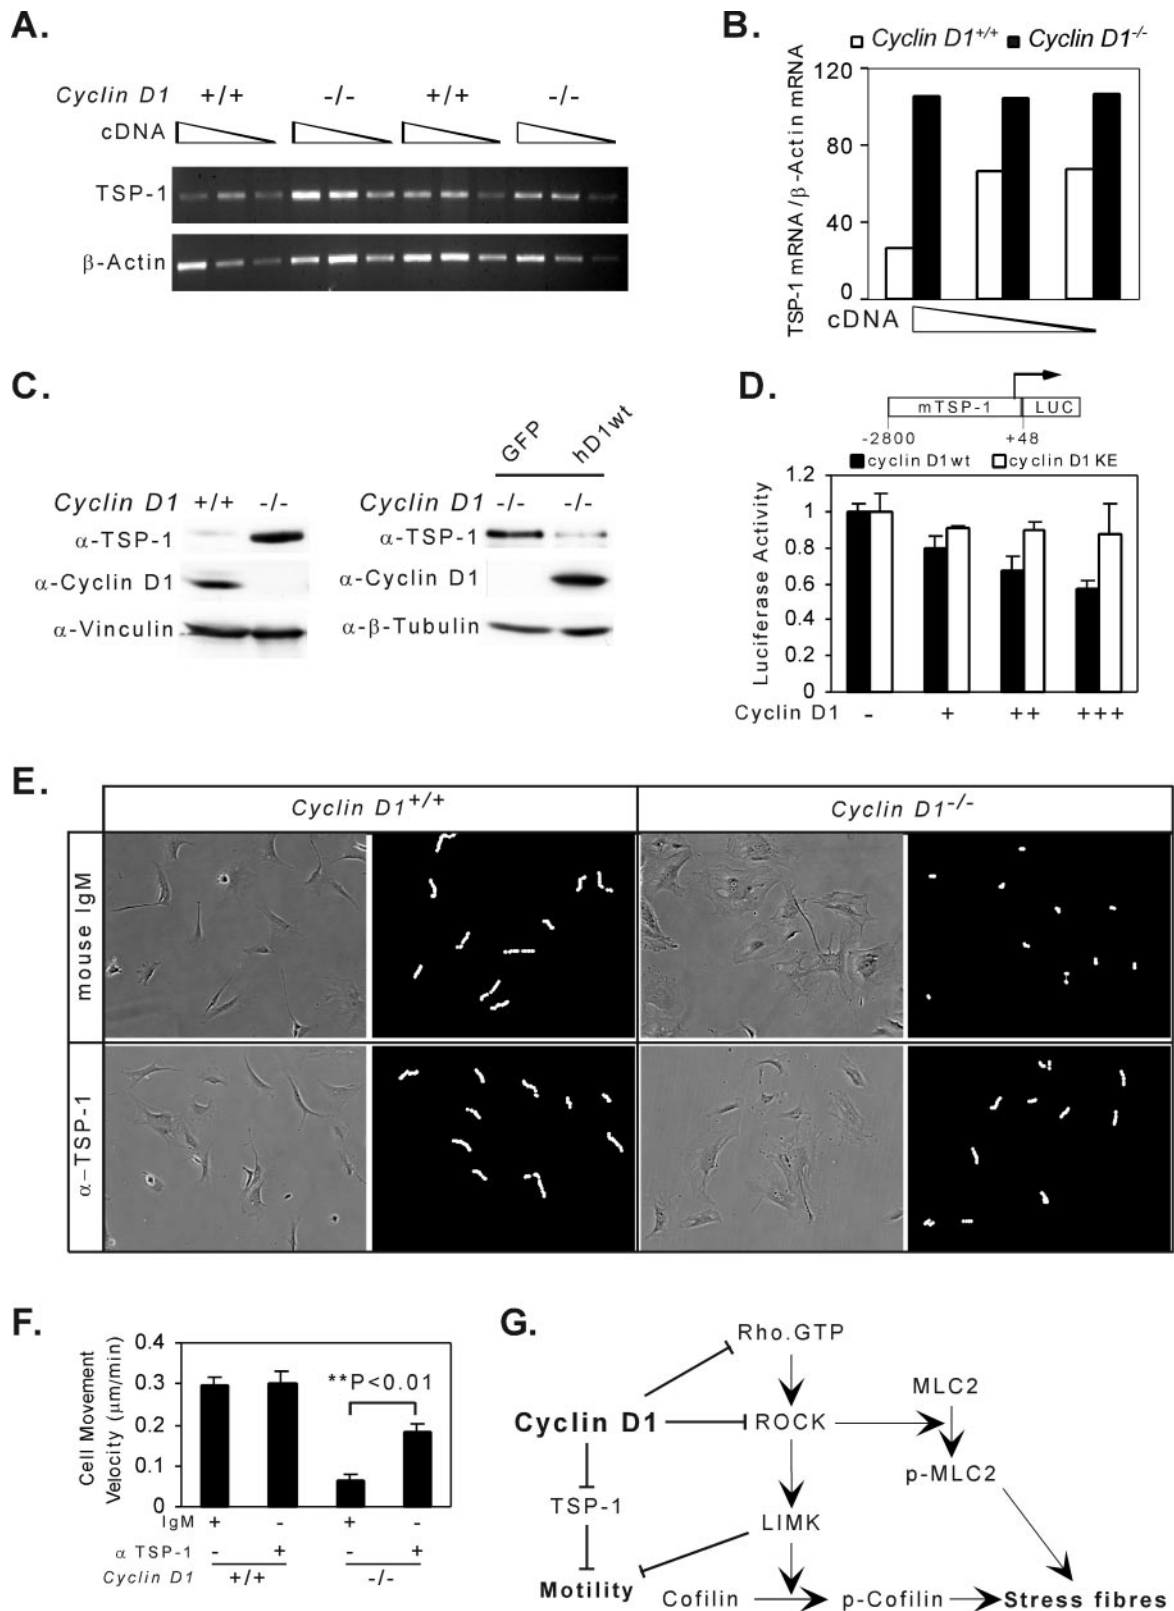 A.
Cyclin D1 +/+ -/- +/+ -/-
cDNA
TSP-1
β-Actin
B.
Cyclin D1+/+ Cyclin D1-/-
TSP-1 mRNA/β-Actin mRNA
120
80
40
0
cDNA
C.
Cyclin D1 +/+ -/-
α-TSP-1
α-Cyclin D1
α-Vinculin
GFP hD1wt
Cyclin D1 -/- -/-
α-TSP-1
α-Cyclin D1
α-β-Tubulin
D.
mTSP-1 LUC
-2800 +48
cyclin D1wt cyclin D1 KE
Luciferase Activity
1.2
1
0.8
0.6
0.4
0.2
0
Cyclin D1 - + ++ +++
E.
Cyclin D1+/+ Cyclin D1-/-
mouse IgM
α-TSP-1
F.
Cell Movement
Velocity (μm/min)
0.4
0.3
0.2
0.1
0
**P<0.01
IgM + - + -
α TSP-1 - + - +
Cyclin D1 +/+ -/-
G.
Rho.GTP
MLC2
Cyclin D1 ROCK
p-MLC2
TSP-1
LIMK
Motility
Cofilin p-Cofilin Stress fibres